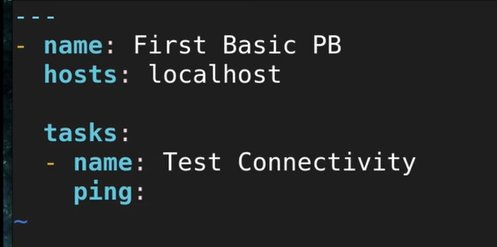 ---
- name: First Basic PB
  hosts: localhost

  tasks:
  - name: Test Connectivity
    ping:
~